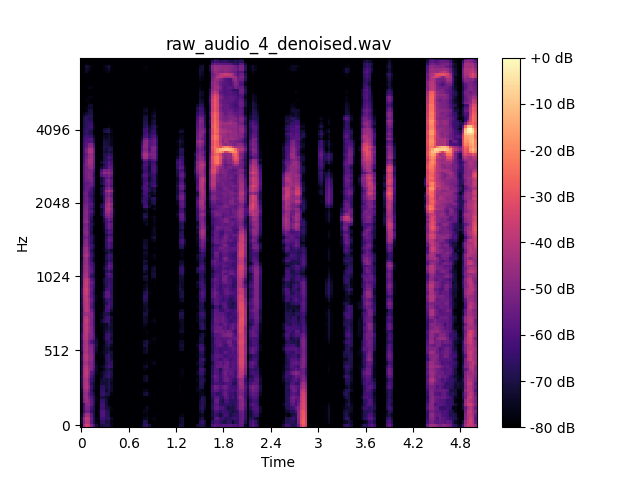 raw_audio_4_denoised.wav
+0 dB
4096
-10 dB
-20 dB
2048
-30 dB
Hz
1024
-40 dB
-50 dB
512
-60 dB
-70 dB
0
-80 dB
0 0.6 1.2 1.8 2.4 3 3.6 4.2 4.8
Time